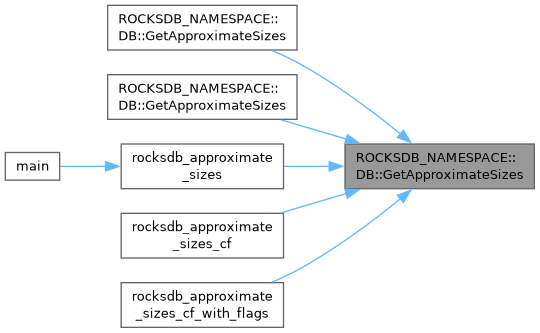 ROCKSDB_NAMESPACE::
DB::GetApproximateSizes
ROCKSDB_NAMESPACE::
DB::GetApproximateSizes
main
rocksdb_approximate
_sizes
ROCKSDB_NAMESPACE::
DB::GetApproximateSizes
rocksdb_approximate
_sizes_cf
rocksdb_approximate
_sizes_cf_with_flags